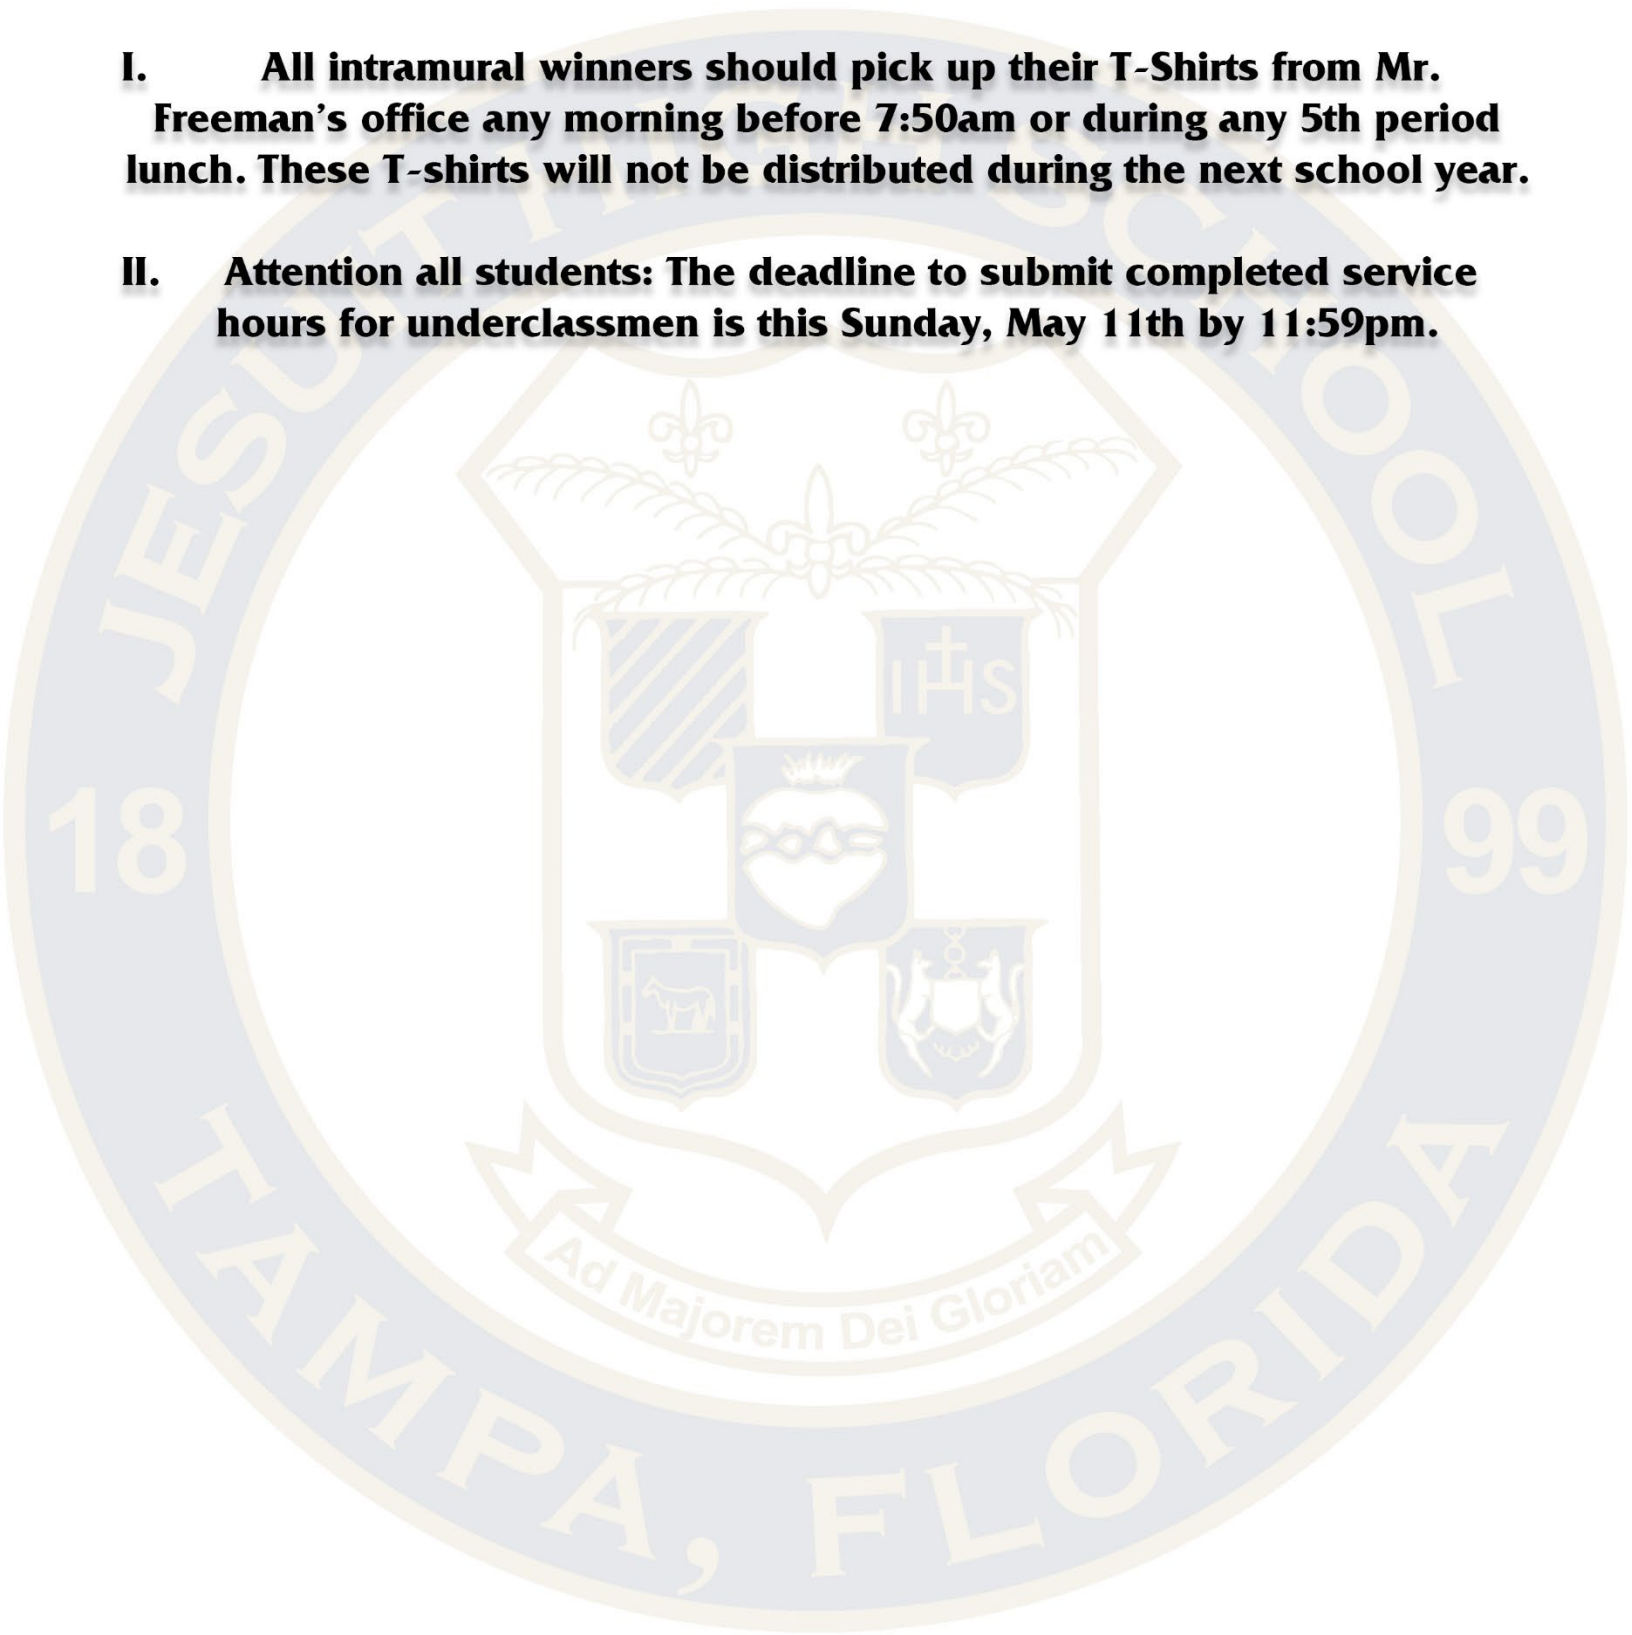 I. All intramural winners should pick up their T-Shirts from Mr.
Freeman’s office any morning before 7:50am or during any 5th period
lunch. These T-shirts will not be distributed during the next school year.
II. Attention all students: The deadline to submit completed service
hours for underclassmen is this Sunday, May 11th by 11:59pm.
JESUIT HIGH SCHOOL
IHS
18 99
Ad Majorem Dei Gloriam
TAMPA, FLORIDA